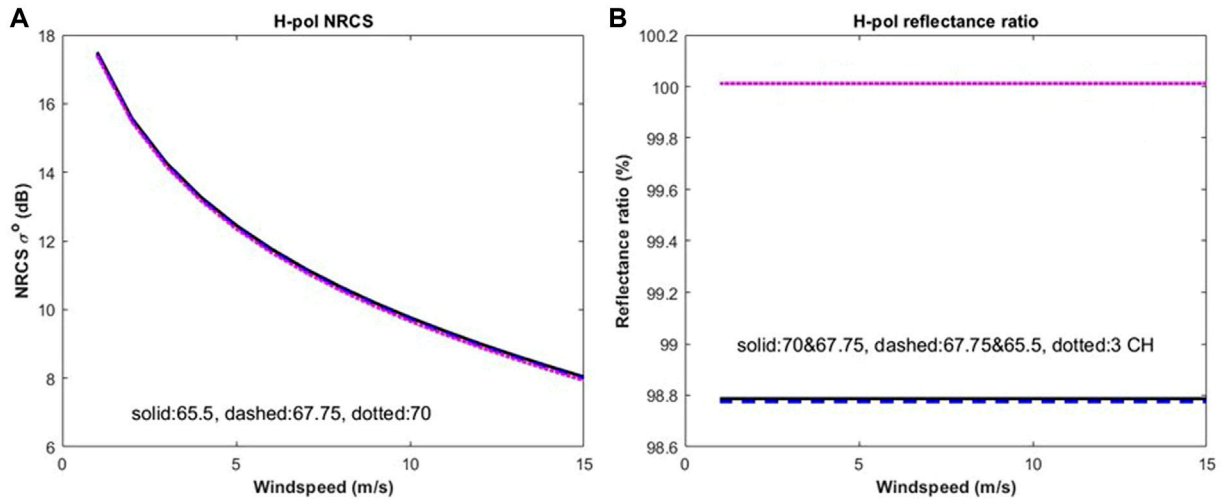 A
H-pol NRCS
18
16
14
12
10
8
6
NRCS σ° (dB)
solid:65.5, dashed:67.75, dotted:70
0
5
10
15
Windspeed (m/s)
B
H-pol reflectance ratio
100.2
100
99.8
99.6
99.4
99.2
99
98.8
98.6
Reflectance ratio (%)
solid:70&67.75, dashed:67.75&65.5, dotted:3 CH
0
5
10
15
Windspeed (m/s)